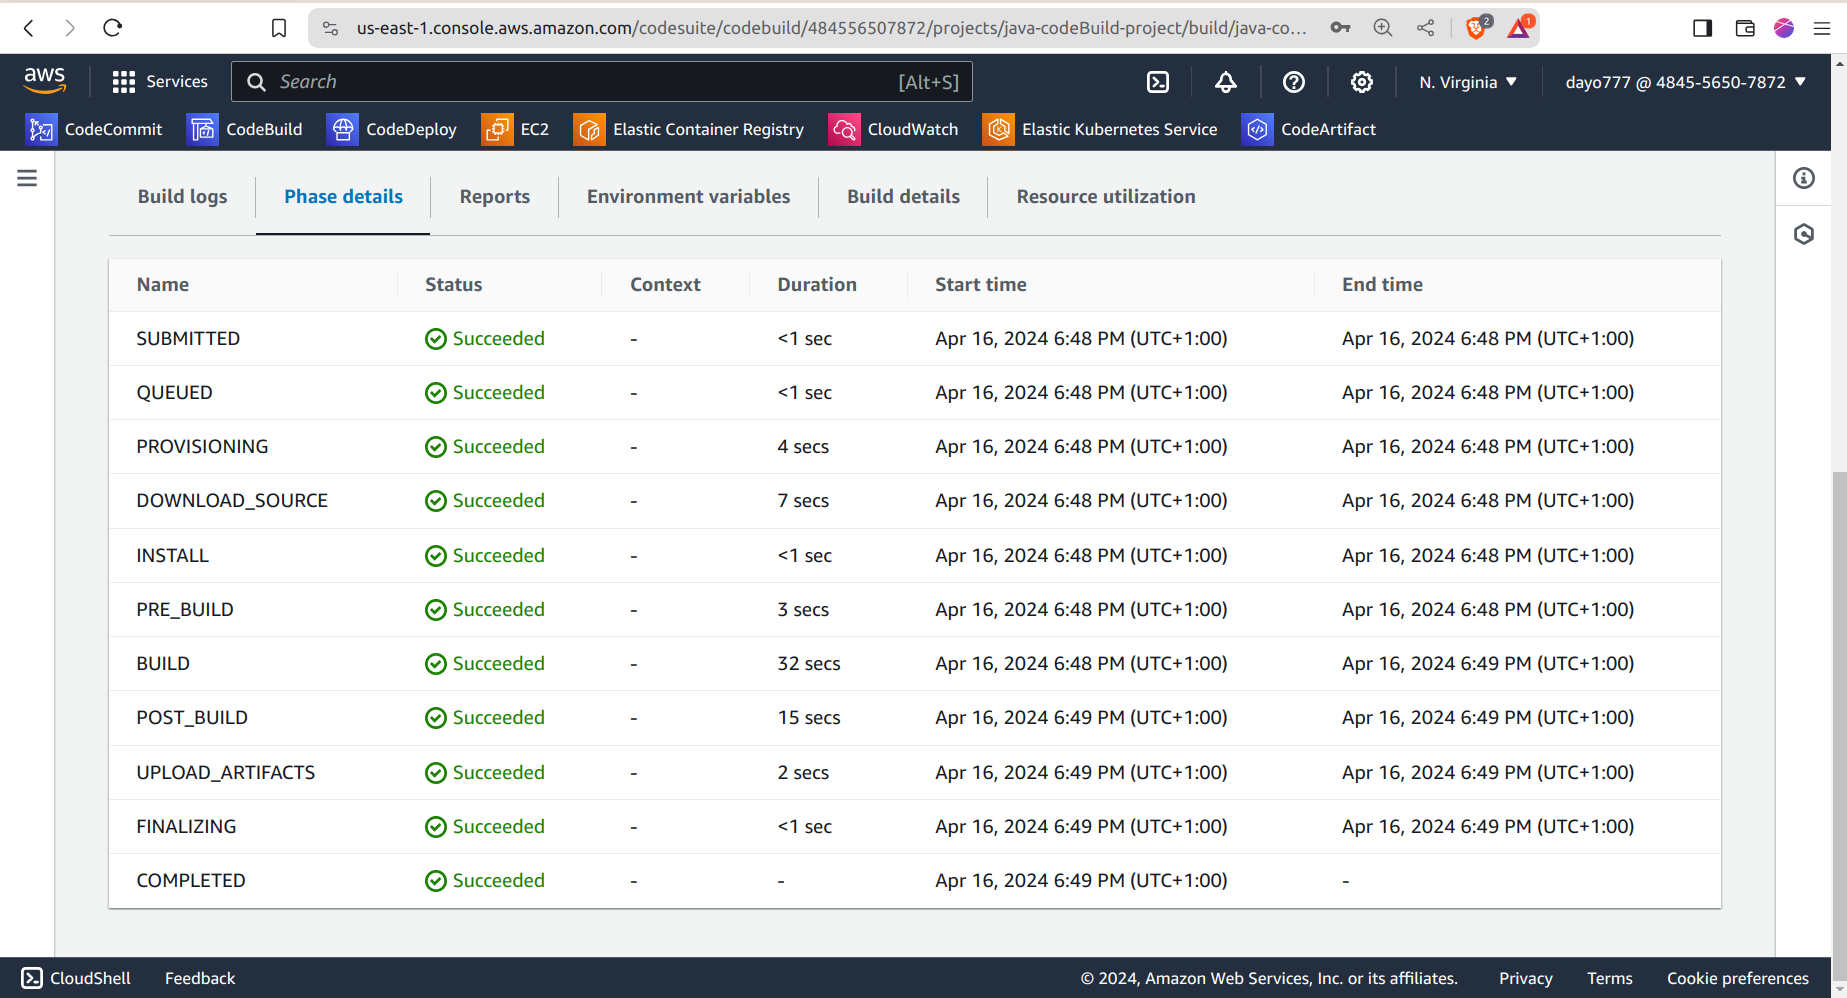 us-east-1.console.aws.amazon.com/codesuite/codebuild/484556507872/projects/java-codeBuild-project/build/java-co...
2
1
aws
Services
Search
[Alt+S]
N. Virginia
dayo777 @ 4845-5650-7872
CodeCommit
CodeBuild
CodeDeploy
EC2
Elastic Container Registry
CloudWatch
Elastic Kubernetes Service
CodeArtifact
Build logs
Phase details
Reports
Environment variables
Build details
Resource utilization
Name Status Context Duration Start time End time
SUBMITTED Succeeded - <1 sec Apr 16, 2024 6:48 PM (UTC+1:00) Apr 16, 2024 6:48 PM (UTC+1:00)
QUEUED Succeeded - <1 sec Apr 16, 2024 6:48 PM (UTC+1:00) Apr 16, 2024 6:48 PM (UTC+1:00)
PROVISIONING Succeeded - 4 secs Apr 16, 2024 6:48 PM (UTC+1:00) Apr 16, 2024 6:48 PM (UTC+1:00)
DOWNLOAD_SOURCE Succeeded - 7 secs Apr 16, 2024 6:48 PM (UTC+1:00) Apr 16, 2024 6:48 PM (UTC+1:00)
INSTALL Succeeded - <1 sec Apr 16, 2024 6:48 PM (UTC+1:00) Apr 16, 2024 6:48 PM (UTC+1:00)
PRE_BUILD Succeeded - 3 secs Apr 16, 2024 6:48 PM (UTC+1:00) Apr 16, 2024 6:48 PM (UTC+1:00)
BUILD Succeeded - 32 secs Apr 16, 2024 6:48 PM (UTC+1:00) Apr 16, 2024 6:49 PM (UTC+1:00)
POST_BUILD Succeeded - 15 secs Apr 16, 2024 6:49 PM (UTC+1:00) Apr 16, 2024 6:49 PM (UTC+1:00)
UPLOAD_ARTIFACTS Succeeded - 2 secs Apr 16, 2024 6:49 PM (UTC+1:00) Apr 16, 2024 6:49 PM (UTC+1:00)
FINALIZING Succeeded - <1 sec Apr 16, 2024 6:49 PM (UTC+1:00) Apr 16, 2024 6:49 PM (UTC+1:00)
COMPLETED Succeeded - - Apr 16, 2024 6:49 PM (UTC+1:00) -
CloudShell
Feedback
© 2024, Amazon Web Services, Inc. or its affiliates.
Privacy
Terms
Cookie preferences